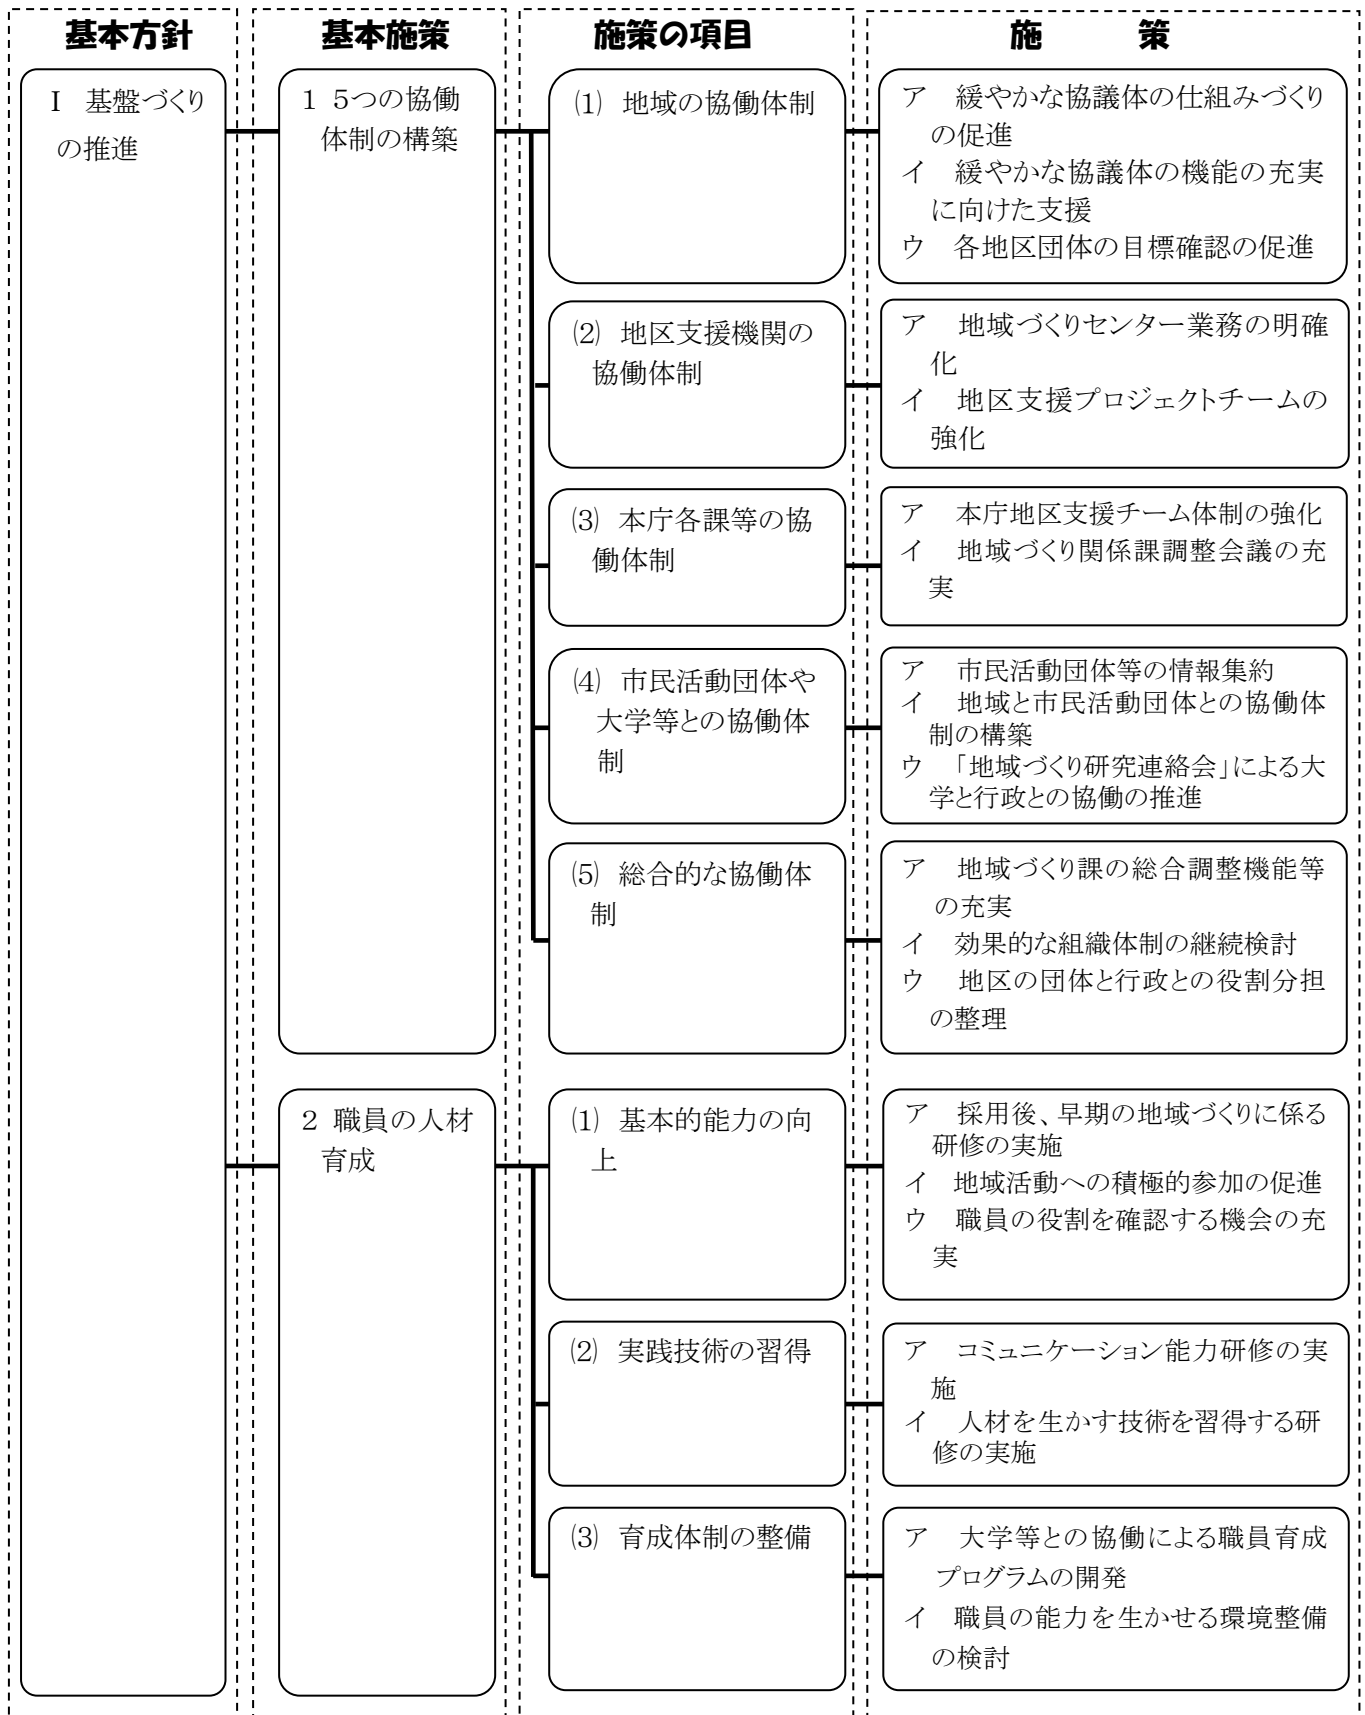 基本方針
基本施策
施策の項目
施　　策
Ⅰ　基盤づくり
の推進
1 5つの協働
体制の構築
⑴ 地域の協働体制
ア　緩やかな協議体の仕組みづくり
の促進
イ　緩やかな協議体の機能の充実
に向けた支援
ウ　各地区団体の目標確認の促進
⑵ 地区支援機関の
協働体制
ア　地域づくりセンター業務の明確
化
イ　地区支援プロジェクトチームの
強化
⑶ 本庁各課等の協
働体制
ア　本庁地区支援チーム体制の強化
イ　地域づくり関係課調整会議の充
実
⑷ 市民活動団体や
大学等との協働体
制
ア　市民活動団体等の情報集約
イ　地域と市民活動団体との協働体
制の構築
ウ　「地域づくり研究連絡会」による大
学と行政との協働の推進
⑸ 総合的な協働体
制
ア　地域づくり課の総合調整機能等
の充実
イ　効果的な組織体制の継続検討
ウ　地区の団体と行政との役割分担
の整理
2 職員の人材
育成
⑴ 基本的能力の向
上
ア　採用後、早期の地域づくりに係る
研修の実施
イ　地域活動への積極的参加の促進
ウ　職員の役割を確認する機会の充
実
⑵ 実践技術の習得
ア　コミュニケーション能力研修の実
施
イ　人材を生かす技術を習得する研
修の実施
⑶ 育成体制の整備
ア　大学等との協働による職員育成
プログラムの開発
イ　職員の能力を生かせる環境整備
の検討